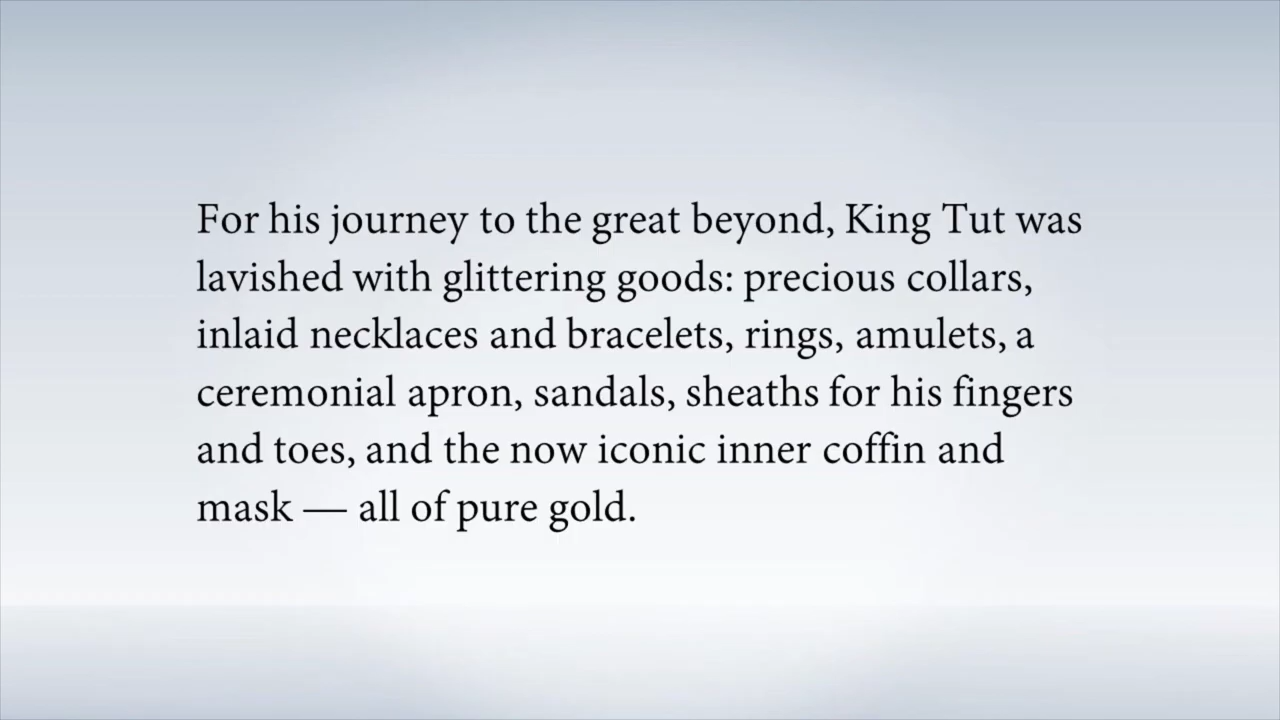 For his journey to the great beyond, King Tut was
lavished with glittering goods: precious collars,
inlaid necklaces and bracelets, rings, amulets, a
ceremonial apron, sandals, sheaths for his fingers
and toes, and the now iconic inner coffin and
mask — all of pure gold.